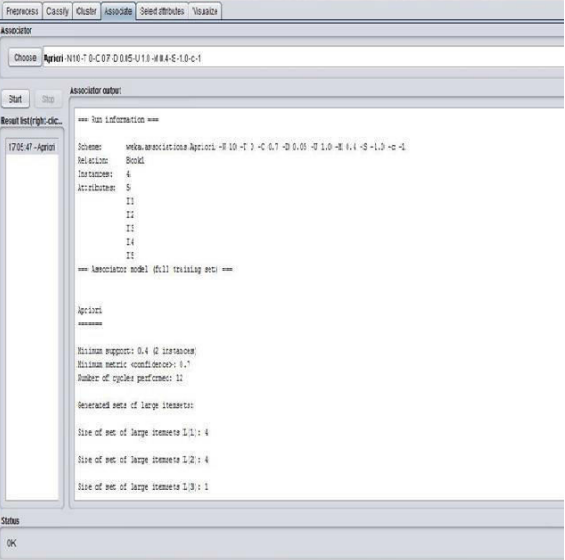 Preprocess Classify Cluster Associate Select attributes Visualize
Associator
Choose Apriori -N 10 -T 0 -C 0.7 -D 0.05 -U 1.0 -M 0.4 -S -1.0 -c -1
Start Stop
Associator output
Result list (right-clic...
17:05:47 - Apriori
=== Run information ===
Scheme: weka.associations.Apriori -N 10 -T 0 -C 0.7 -D 0.05 -U 1.0 -M 0.4 -S -1.0 -c -1
Relation: Book1
Instances: 4
Attributes: 5
I1
I2
I3
I4
I5
=== Associator model (full training set) ===
Apriori
=======
Minimum support: 0.4 (2 instances)
Minimum metric <confidence>: 0.7
Number of cycles performed: 12
Generated sets of large itemsets:
Size of set of large itemsets L(1): 4
Size of set of large itemsets L(2): 4
Size of set of large itemsets L(3): 1
Status
OK